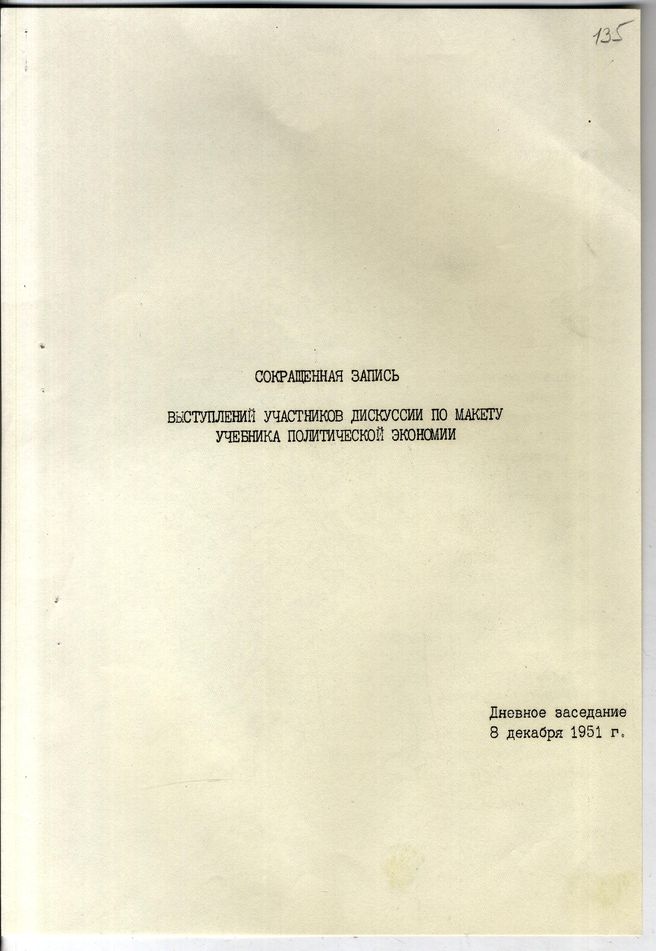 135
СОКРАЩЕННАЯ ЗАПИСЬ
ВЫСТУПЛЕНИЙ УЧАСТНИКОВ ДИСКУССИИ ПО МАКЕТУ
УЧЕБНИКА ПОЛИТИЧЕСКОЙ ЭКОНОМИИ
Дневное заседание
8 декабря 1951 г.